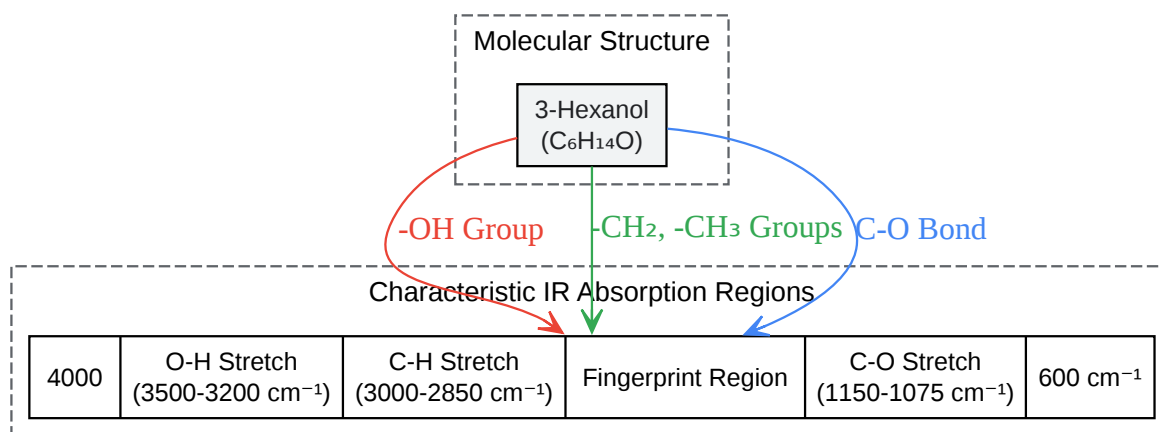 Molecular Structure
3-Hexanol
(C₆H₁₄O)
-OH Group
-CH₂, -CH₃ Groups
C-O Bond
Characteristic IR Absorption Regions
4000
O-H Stretch
(3500-3200 cm⁻¹)
C-H Stretch
(3000-2850 cm⁻¹)
Fingerprint Region
C-O Stretch
(1150-1075 cm⁻¹)
600 cm⁻¹